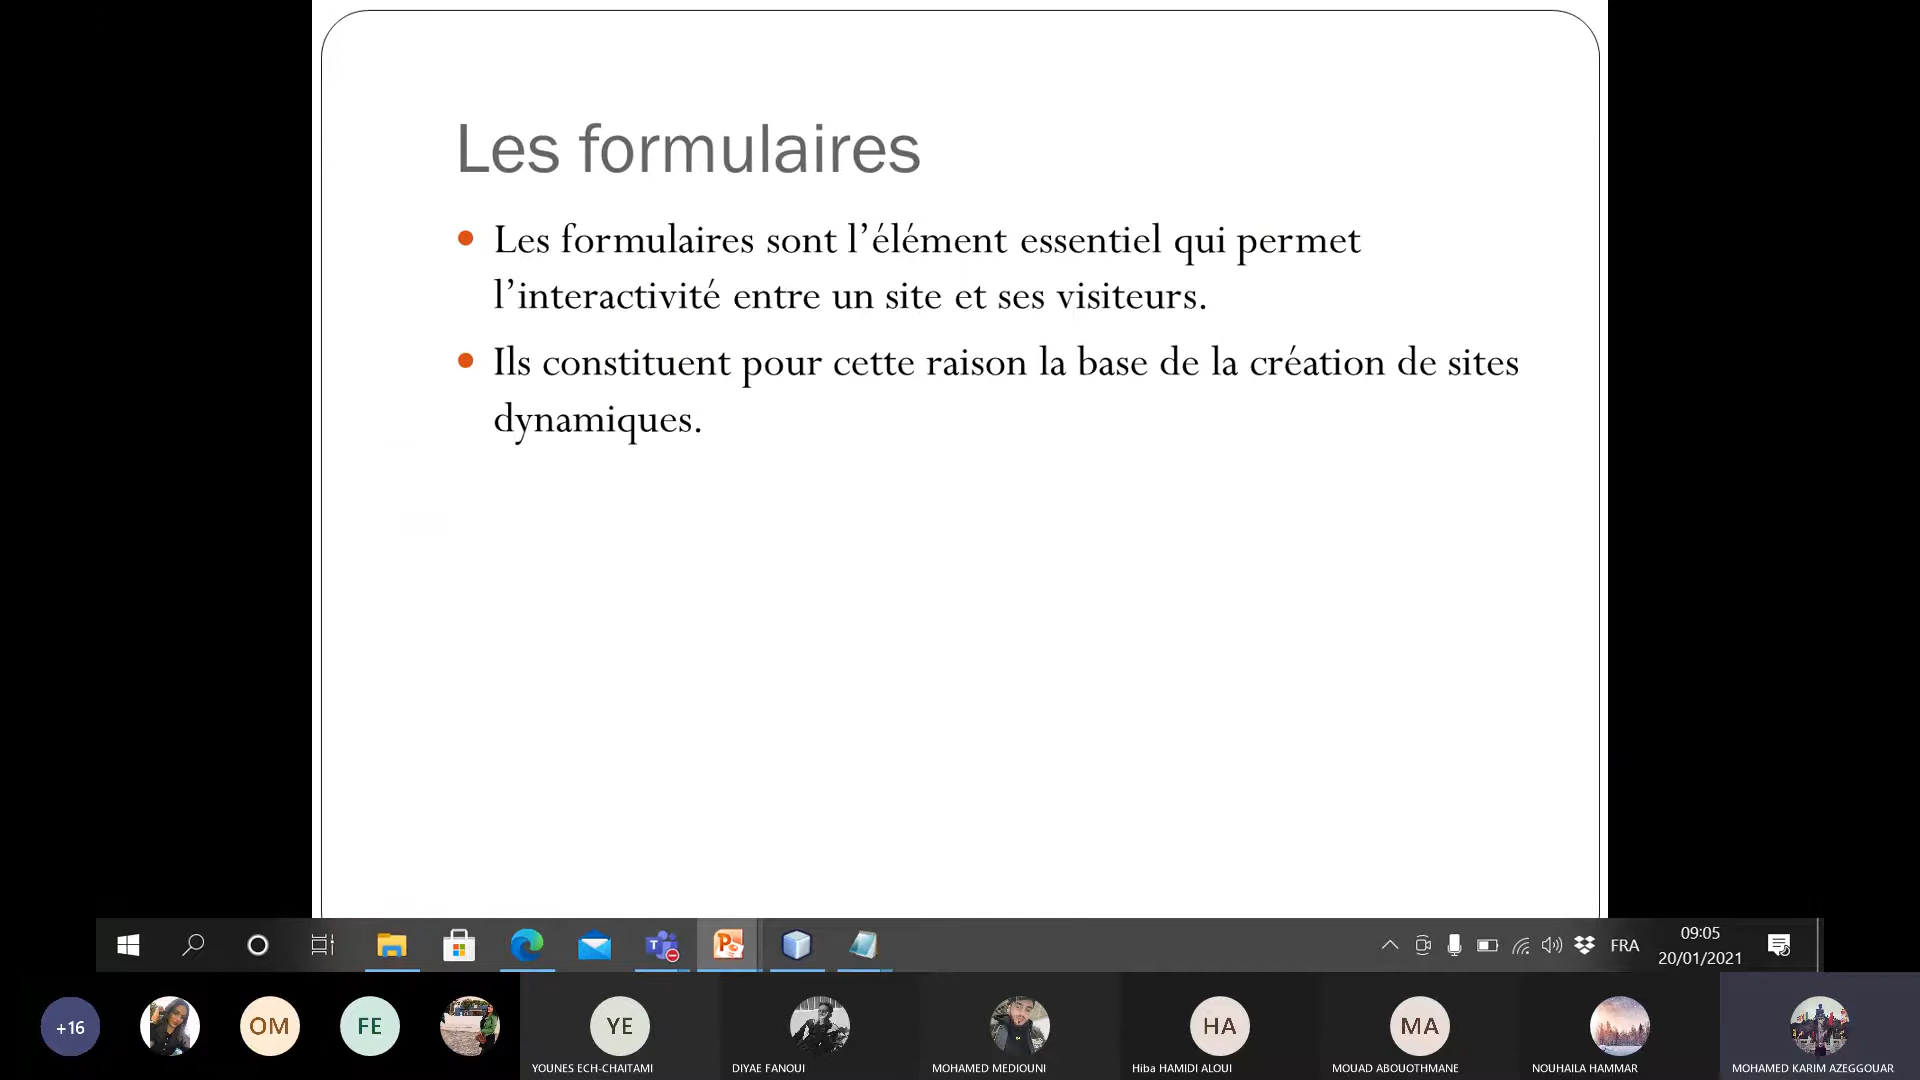 Les formulaires
• Les formulaires sont l’élément essentiel qui permet
l’interactivité entre un site et ses visiteurs.
• Ils constituent pour cette raison la base de la création de sites
dynamiques.
FRA
09:05
20/01/2021
+16
OM
FE
YE
HA
MA
YOUNES ECH-CHAITAMI
DIYAE FANOUI
MOHAMED MEDIOUNI
Hiba HAMIDI ALOUI
MOUAD ABOUOTHMANE
NOUHAILA HAMMAR
MOHAMED KARIM AZEGGOUAR